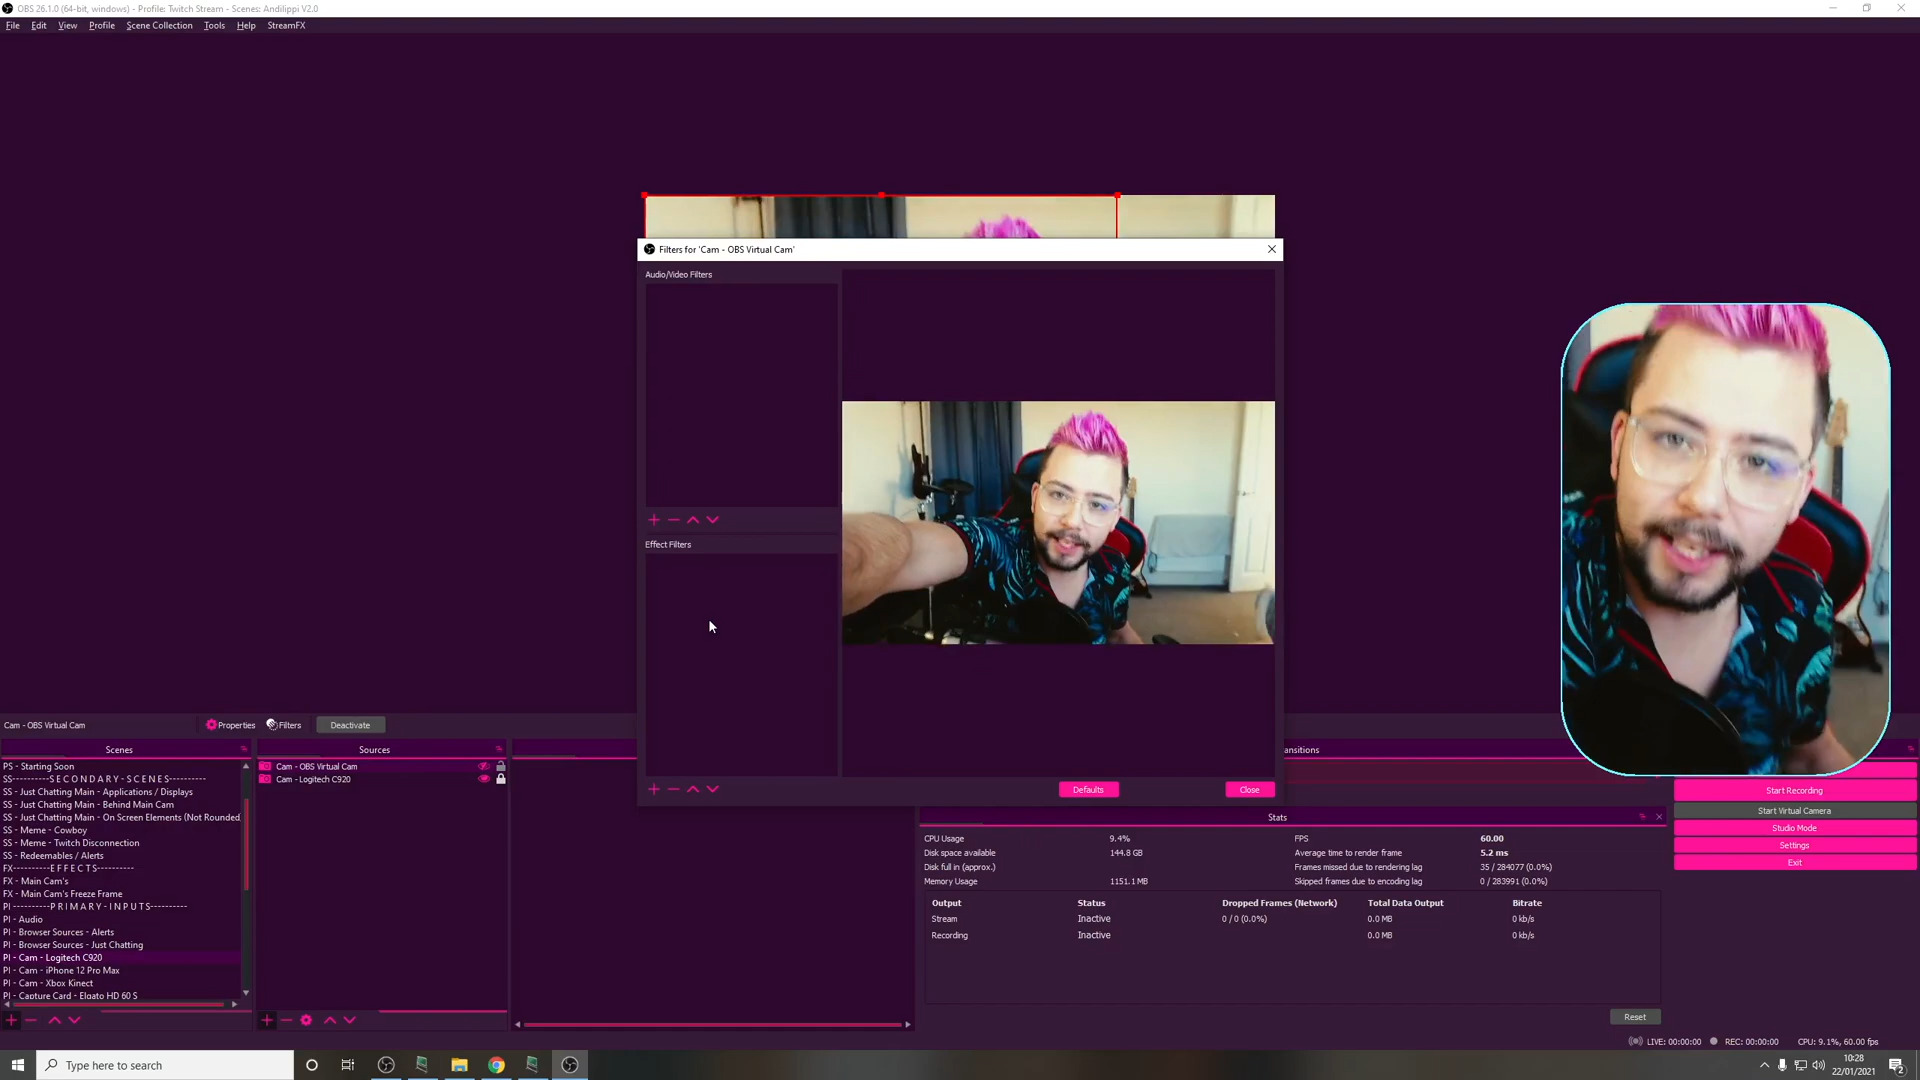 OBS 26.1.0 (64-bit, windows) - Profile: Twitch Stream - Scenes: Andilippi V2.0
File Edit View Profile Scene Collection Tools Help StreamFX
Filters for 'Cam - OBS Virtual Cam'
Audio/Video Filters
Effect Filters
Defaults Close
Cam - OBS Virtual Cam Properties Filters Deactivate
Scenes
PS - Starting Soon
SS----------S E C O N D A R Y - S C E N E S----------
SS - Just Chatting Main - Applications / Displays
SS - Just Chatting Main - Behind Main Cam
SS - Just Chatting Main - On Screen Elements (Not Rounded,
SS - Meme - Cowboy
SS - Meme - Twitch Disconnection
SS - Redeemables / Alerts
FX----------E F F E C T S----------
FX - Main Cam's
FX - Main Cam's Freeze Frame
PI----------P R I M A R Y - I N P U T S----------
PI - Audio
PI - Browser Sources - Alerts
PI - Browser Sources - Just Chatting
PI - Cam - Logitech C920
PI - Cam - iPhone 12 Pro Max
PI - Cam - Xbox Kinect
PI - Capture Card - Elgato HD 60 S
Sources
Cam - OBS Virtual Cam
Cam - Logitech C920
ansitions
Start Recording
Start Virtual Camera
Studio Mode
Settings
Exit
Stats
CPU Usage 9.4% FPS 60.00
Disk space available 144.8 GB Average time to render frame 5.2 ms
Disk full in (approx.) Frames missed due to rendering lag 35 / 284077 (0.0%)
Memory Usage 1151.1 MB Skipped frames due to encoding lag 0 / 283991 (0.0%)
Output Status Dropped Frames (Network) Total Data Output Bitrate
Stream Inactive 0 / 0 (0.0%) 0.0 MB 0 kb/s
Recording Inactive 0.0 MB 0 kb/s
Reset
LIVE: 00:00:00 REC: 00:00:00 CPU: 9.1%, 60.00 fps
Type here to search
10:28
22/01/2021
2